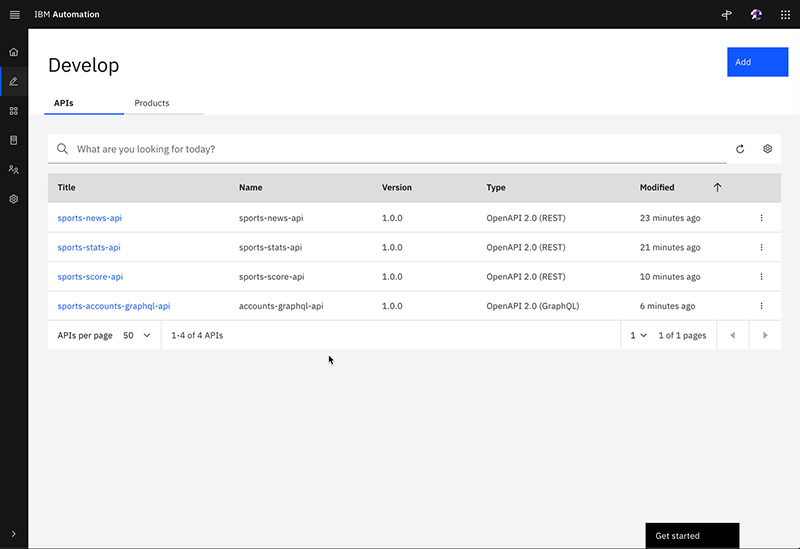 IBM Automation
Develop
Add
APIs Products
What are you looking for today?
Title Name Version Type Modified
sports-news-api sports-news-api 1.0.0 OpenAPI 2.0 (REST) 23 minutes ago
sports-stats-api sports-stats-api 1.0.0 OpenAPI 2.0 (REST) 21 minutes ago
sports-score-api sports-score-api 1.0.0 OpenAPI 2.0 (REST) 10 minutes ago
sports-accounts-graphql-api accounts-graphql-api 1.0.0 OpenAPI 2.0 (GraphQL) 6 minutes ago
APIs per page 50 1-4 of 4 APIs 1 1 of 1 pages
Get started